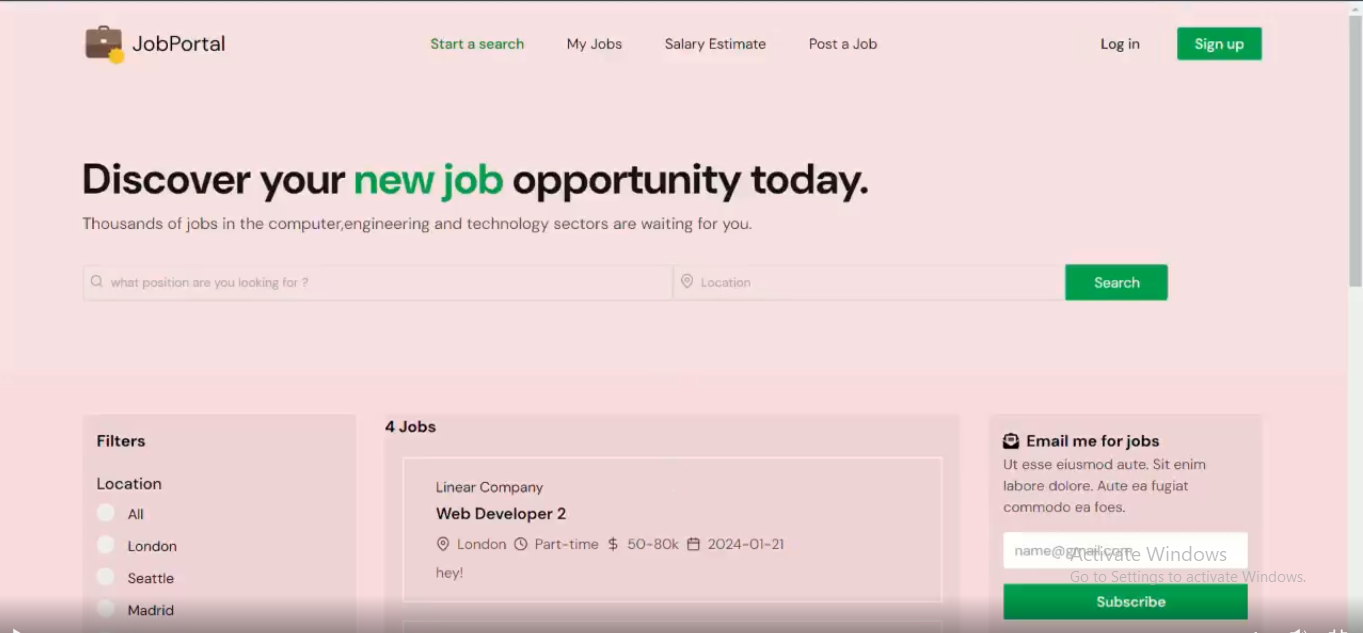 JobPortal
Start a search
My Jobs
Salary Estimate
Post a Job
Log in
Sign up
Discover your new job opportunity today.
Thousands of jobs in the computer,engineering and technology sectors are waiting for you.
what position are you looking for ?
Location
Search
Filters
Location
All
London
Seattle
Madrid
4 Jobs
Linear Company
Web Developer 2
London Part-time $ 50-80k 2024-01-21
hey!
Email me for jobs
Ut esse eiusmod aute. Sit enim
labore dolore. Aute ea fugiat
commodo ea foes.
name@gmail.com
Activate Windows
Go to Settings to activate Windows.
Subscribe